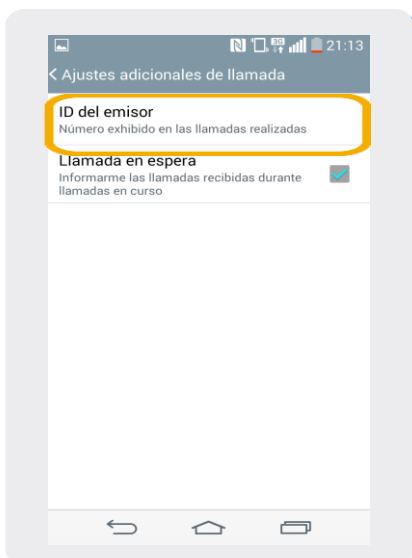 3G 21:13
< Ajustes adicionales de llamada
ID del emisor
Número exhibido en las llamadas realizadas
Llamada en espera
Informarme las llamadas recibidas durante
llamadas en curso